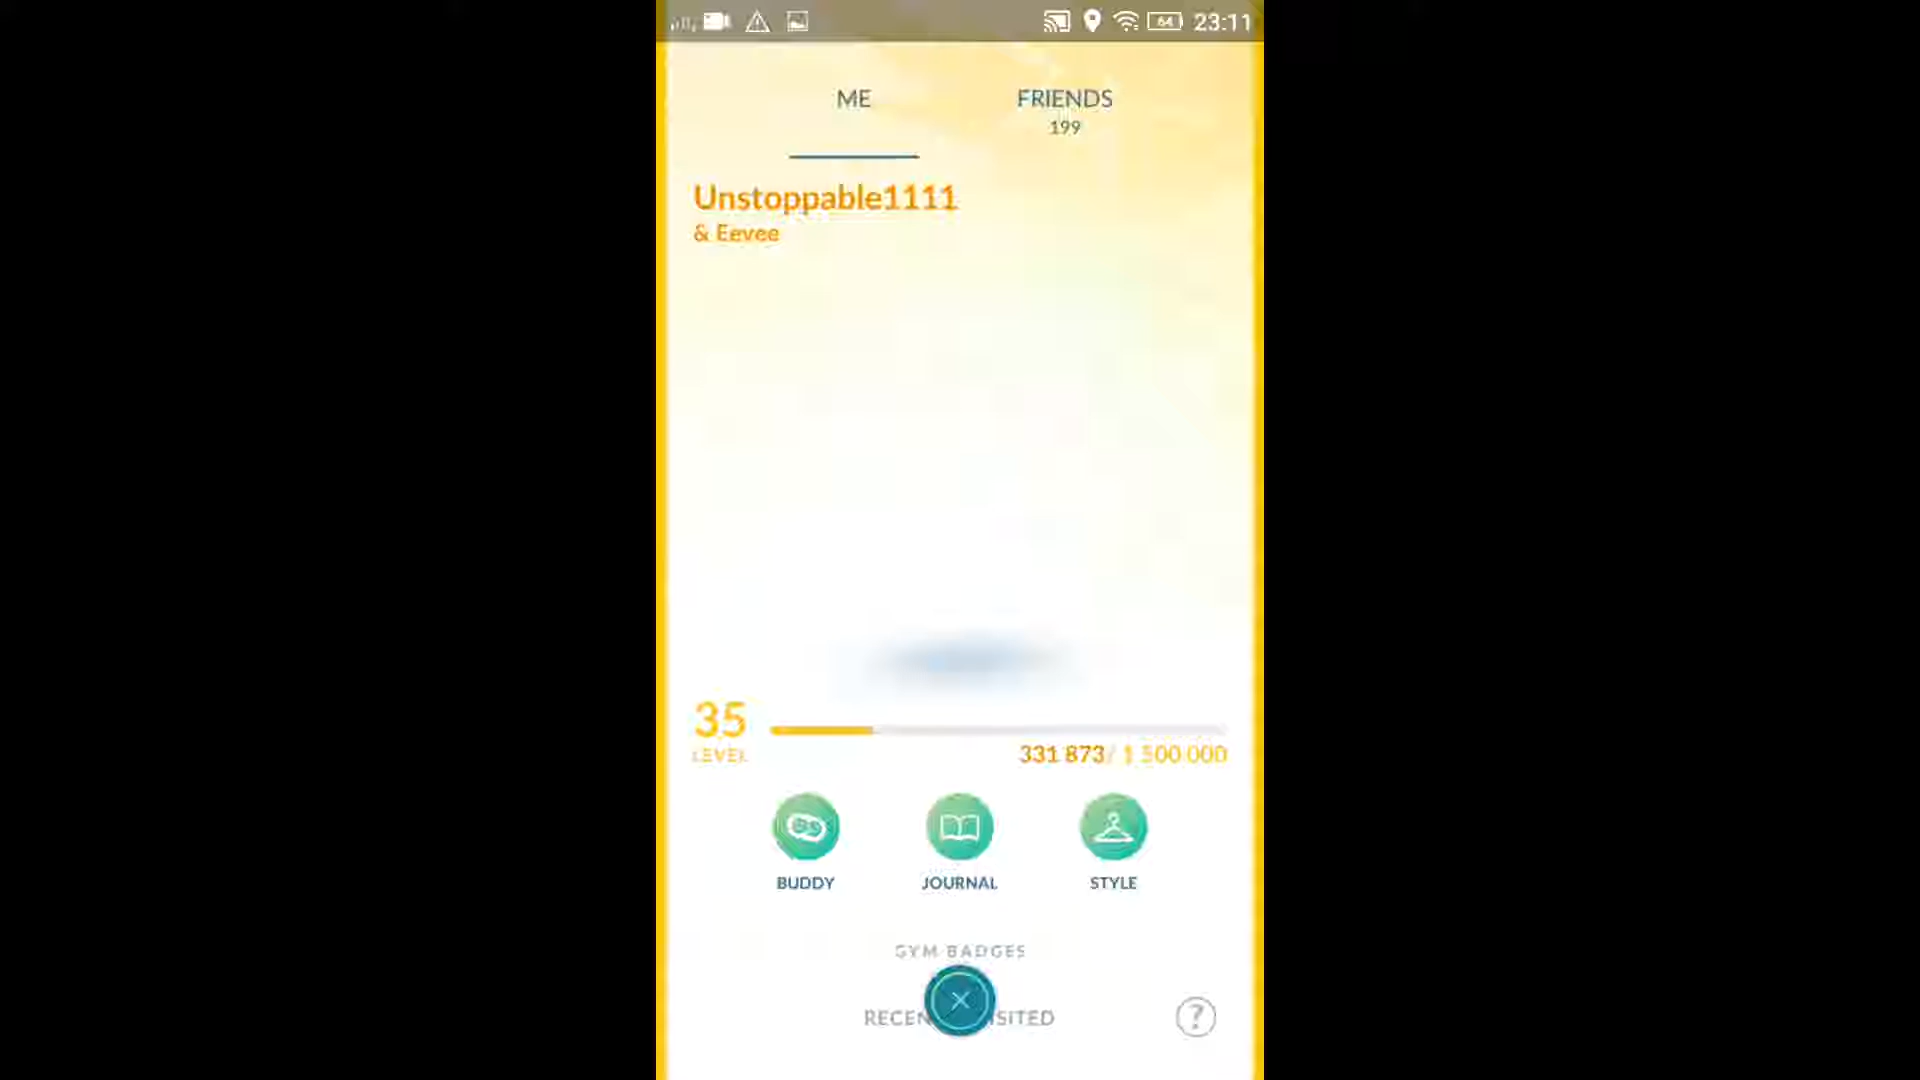 64 23:11
ME FRIENDS
199
Unstoppable1111
& Eevee
35
LEVEL
331 873/ 1 500 000
BUDDY JOURNAL STYLE
GYM BADGES
?